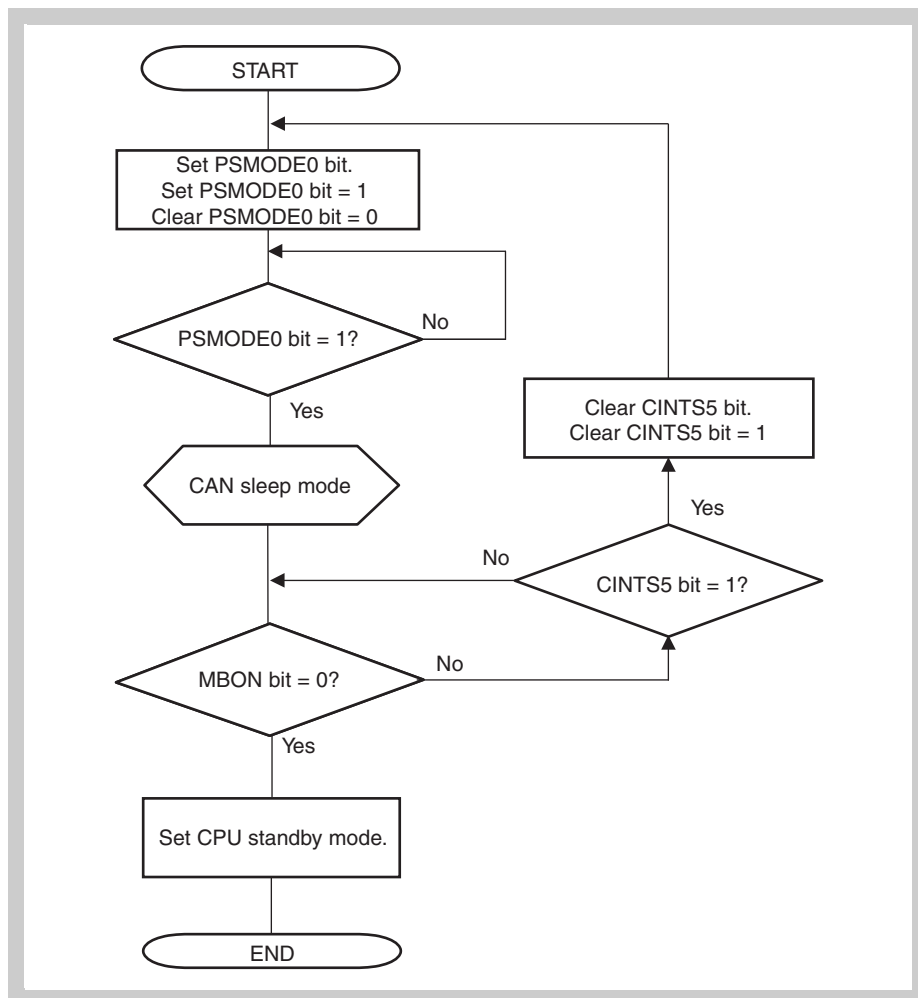 START
Set PSMODE0 bit.
Set PSMODE0 bit = 1
Clear PSMODE0 bit = 0
PSMODE0 bit = 1?
No
Yes
CAN sleep mode
Clear CINTS5 bit.
Clear CINTS5 bit = 1
Yes
No
CINTS5 bit = 1?
MBON bit = 0?
No
Yes
Set CPU standby mode.
END